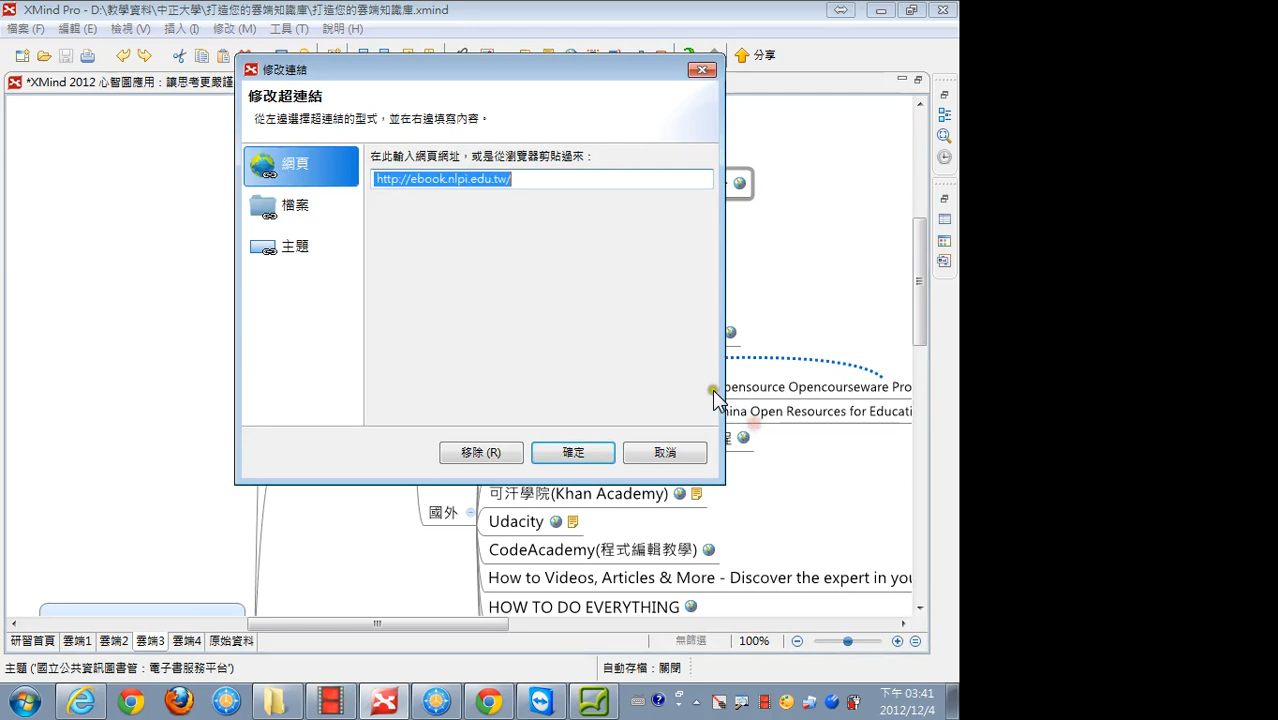 XMind Pro - D:\教學資料\中正大學\打造您的雲端知識庫\打造您的雲端知識庫.xmind
檔案 (F) 編輯 (E) 檢視 (V) 插入 (I) 修改 (M) 工具 (T) 說明 (H)
分享
*XMind 2012 心智圖應用：讓思考更嚴謹
修改連結
修改超連結
從左邊選擇超連結的型式，並在右邊填寫內容。
網頁
在此輸入網頁網址，或是從瀏覽器剪貼過來：
http://ebook.nlpi.edu.tw/
檔案
主題
pensource Opencourseware Pro
ina Open Resources for Educati
程
移除 (R) 確定 取消
可汗學院(Khan Academy)
國外
Udacity
CodeAcademy(程式編輯教學)
How to Videos, Articles & More - Discover the expert in you
HOW TO DO EVERYTHING
研習首頁 雲端1 雲端2 雲端3 雲端4 原始資料
無篩選 100%
主題 ('國立公共資訊圖書管：電子書服務平台')
自動存檔：關閉
下午 03:41
2012/12/4